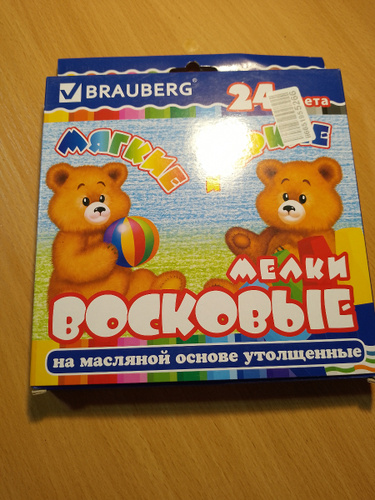 BRAUBERG
24
МЯГКИЕ
и
МЕЛКИ
ВОСКОВЫЕ
на масляной основе утолщенные